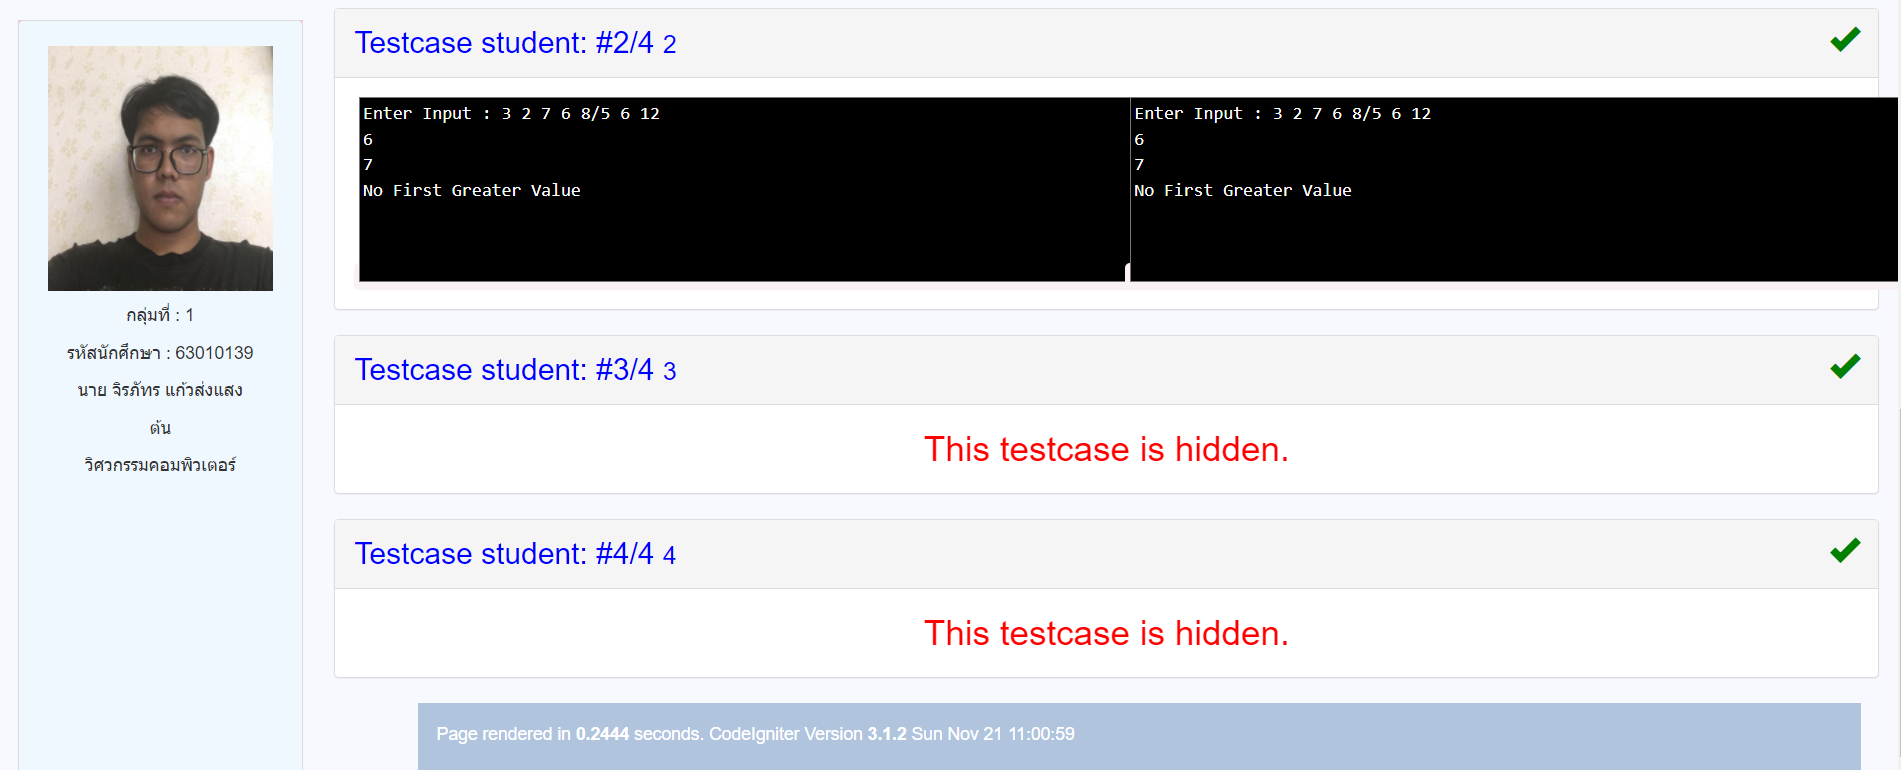 กลุ่มที่ : 1
รหัสนักศึกษา : 63010139
นาย จิรภัทร แก้วส่งแสง
ต้น
วิศวกรรมคอมพิวเตอร์
Testcase student: #2/4 2
Enter Input : 3 2 7 6 8/5 6 12
6
7
No First Greater Value
Enter Input : 3 2 7 6 8/5 6 12
6
7
No First Greater Value
Testcase student: #3/4 3
This testcase is hidden.
Testcase student: #4/4 4
This testcase is hidden.
Page rendered in 0.2444 seconds. CodeIgniter Version 3.1.2 Sun Nov 21 11:00:59